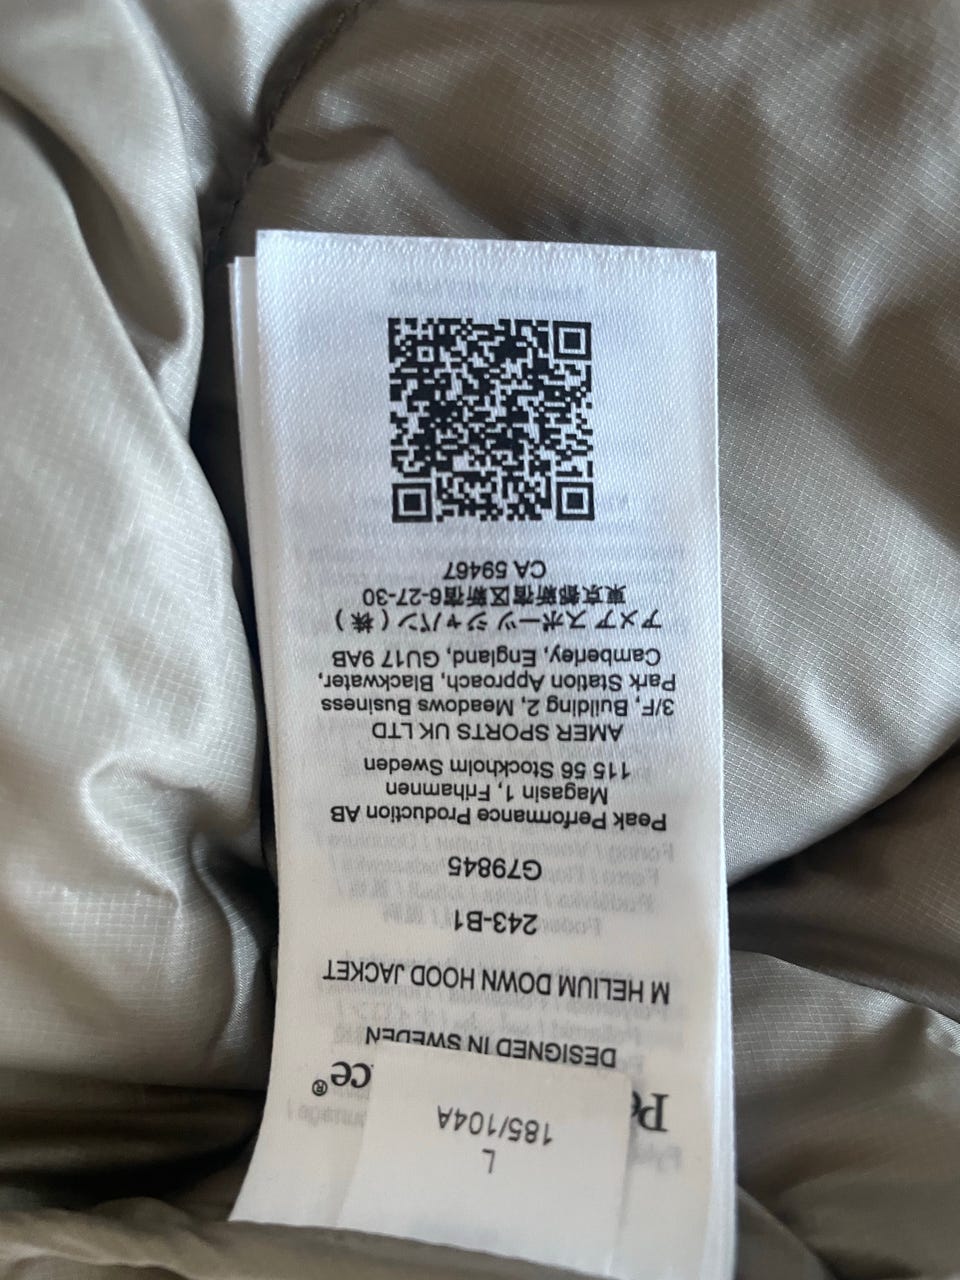 L
185/104A
DESIGNED IN SWEDEN
M HELIUM DOWN HOOD JACKET
243-B1
G79845
Peak Performance Production AB
Magasin 1, Frihamnen
115 56 Stockholm Sweden
AMER SPORTS UK LTD
3/F, Building 2, Meadows Business
Park Station Approach, Blackwater,
Camberley, England, GU17 9AB
アメアスポーツ ジャパン (株)
東京都新宿区新宿6-27-30
CA 59467